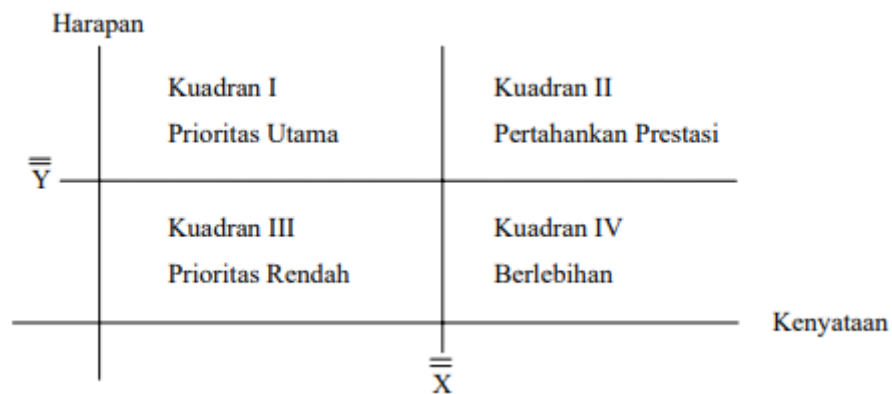 Harapan
Kuadran I
Prioritas Utama
Kuadran II
Pertahankan Prestasi
Y̿
Kuadran III
Prioritas Rendah
Kuadran IV
Berlebihan
Kenyataan
X̿